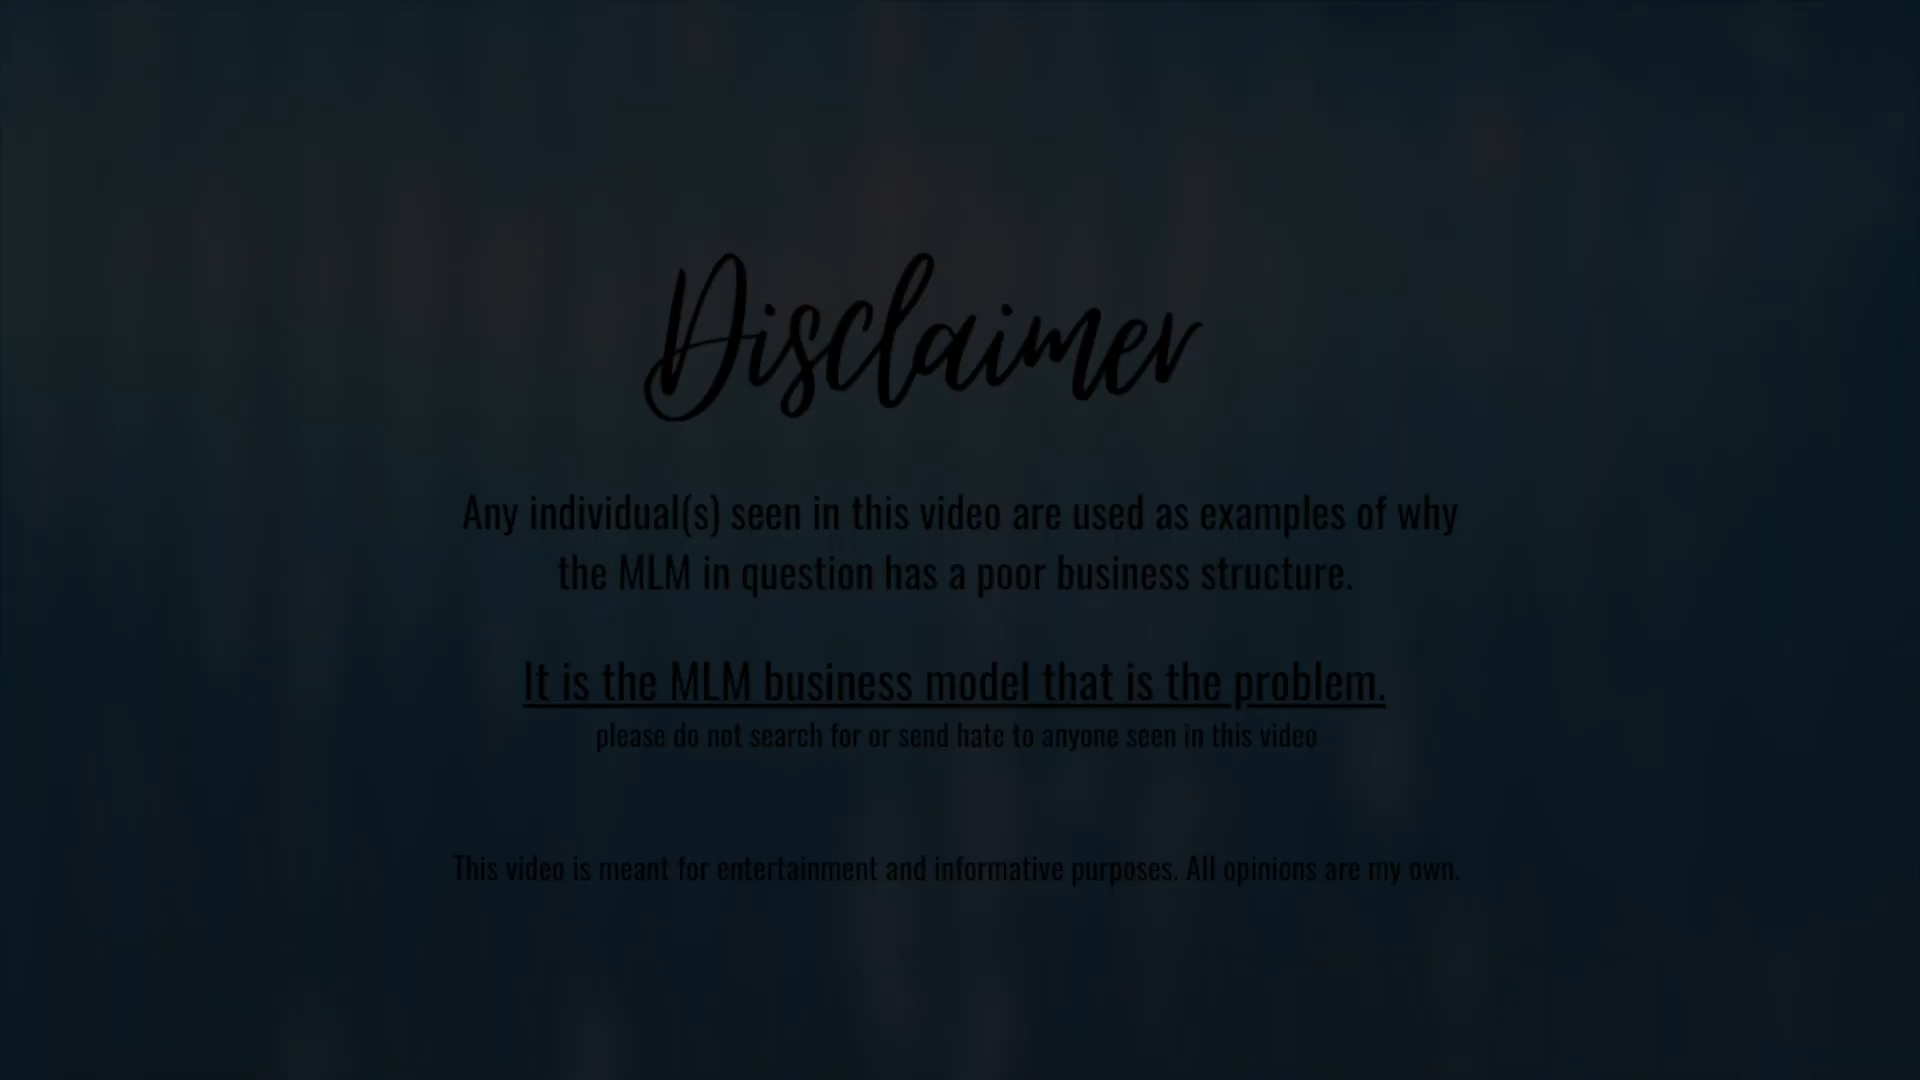 Disclaimer
Any individual(s) seen in this video are used as examples of why
the MLM in question has a poor business structure.
It is the MLM business model that is the problem.
please do not search for or send hate to anyone seen in this video
This video is meant for entertainment and informative purposes. All opinions are my own.